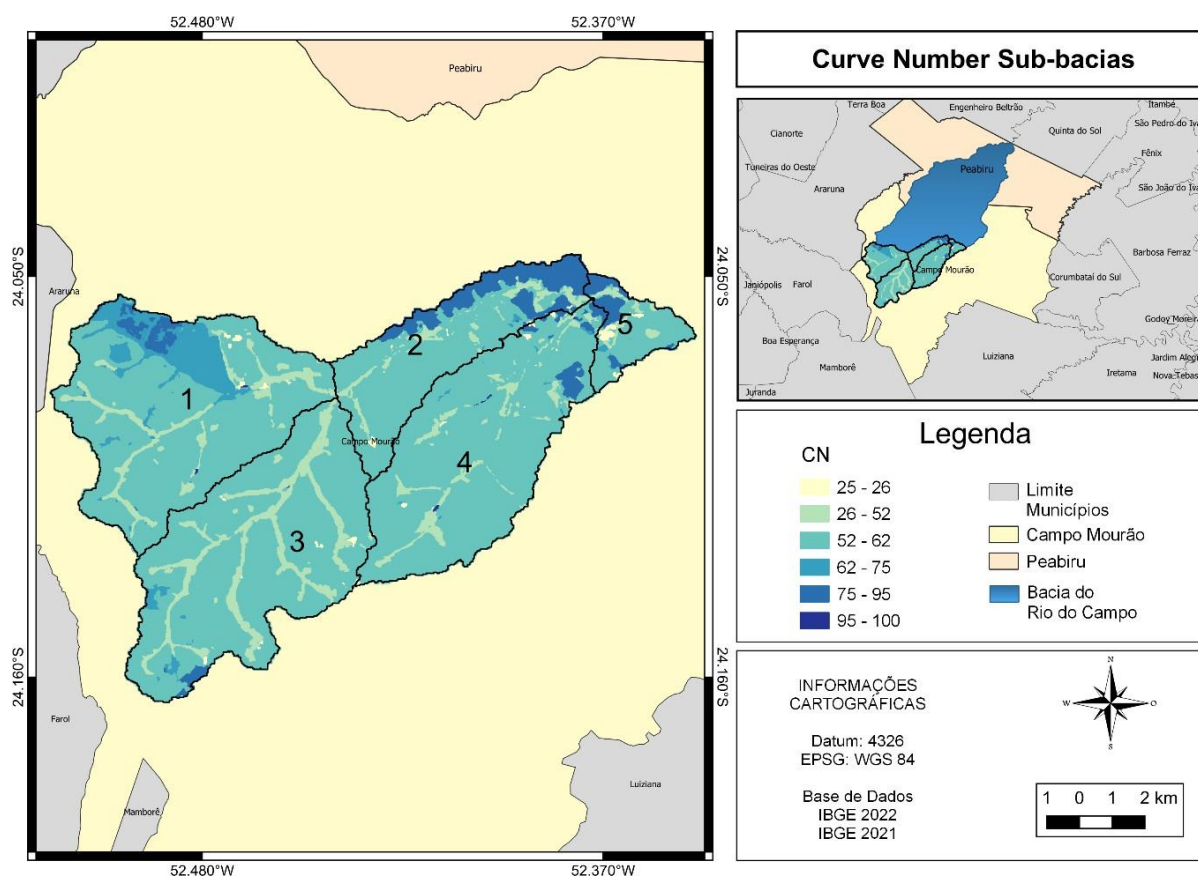 52.480°W
52.370°W
Peabiru
24.050°S
24.050°S
Araruna
1
2
3
4
5
Campo Mourão
24.160°S
24.160°S
Farol
Mamborê
Luiziana
52.480°W
52.370°W
Curve Number Sub-bacias
Terra Boa
Engenheiro Beltrão
Itambé
Cianorte
Quinta do Sol
São Pedro do Iva
Fênix
Tuneiras do Oeste
Peabiru
Araruna
São João do Iva
Barbosa Ferraz
Campo Mourão
Corumbataí do Sul
Janiópolis
Farol
Godoy Moreira
Boa Esperança
Luiziana
Jardim Alegr
Mamborê
Iretama
Nova Tebas
Juranda
Legenda
CN
25 - 26
26 - 52
52 - 62
62 - 75
75 - 95
95 - 100
Limite
Municípios
Campo Mourão
Peabiru
Bacia do
Rio do Campo
INFORMAÇÕES
CARTOGRÁFICAS
Datum: 4326
EPSG: WGS 84
Base de Dados
IBGE 2022
IBGE 2021
N
W
O
S
1 0 1 2 km